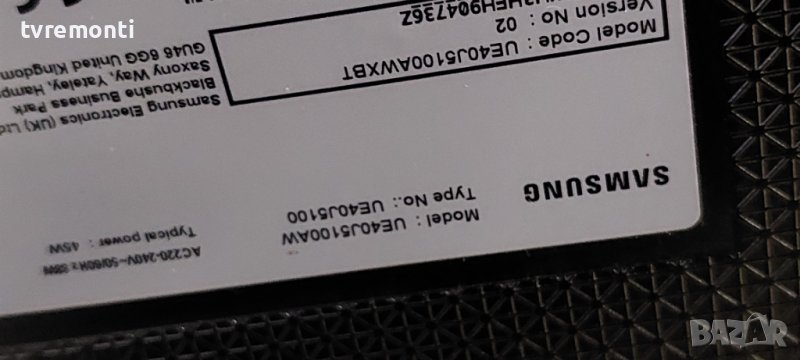 tvremonti
SAMSUNG
Model : UE40J5100AW
Type No.: UE40J5100
AC220-240V~50/60Hz
Typical power : 45W
Model Code : UE40J5100AWXBT
Version No : 02
Samsung Electronics (UK) Ltd
Blackbushe Business Park
Saxony Way, Yateley, Hamp
GU46 6GG United Kingdom
BAZAR